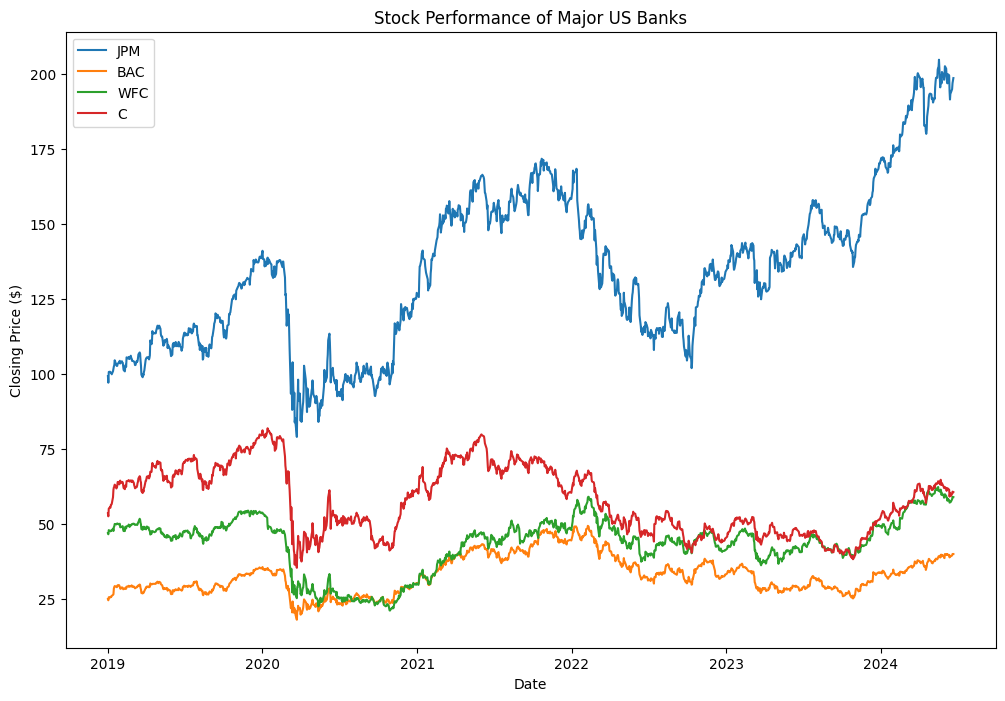 Stock Performance of Major US Banks
JPM
BAC
WFC
C
Closing Price ($)
200
175
150
125
100
75
50
25
2019 2020 2021 2022 2023 2024
Date